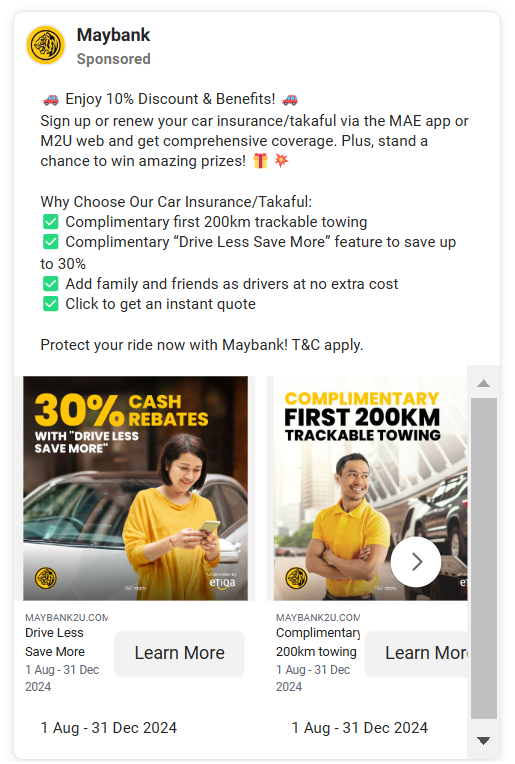 Maybank
Sponsored
🚗 Enjoy 10% Discount & Benefits! 🚗
Sign up or renew your car insurance/takaful via the MAE app or
M2U web and get comprehensive coverage. Plus, stand a
chance to win amazing prizes! 🎁 💥
Why Choose Our Car Insurance/Takaful:
✅ Complimentary first 200km trackable towing
✅ Complimentary “Drive Less Save More” feature to save up
to 30%
✅ Add family and friends as drivers at no extra cost
✅ Click to get an instant quote
Protect your ride now with Maybank! T&C apply.
30% CASH
REBATES
WITH "DRIVE LESS
SAVE MORE"
T&C apply
Underwritten by
etiqa
COMPLIMENTARY
FIRST 200KM
TRACKABLE TOWING
T&C apply
MAYBANK2U.COM
Drive Less
Save More
1 Aug - 31 Dec
2024
Learn More
1 Aug - 31 Dec 2024
MAYBANK2U.COM
Complimentary
200km towing
1 Aug - 31 Dec
2024
Learn Mor
1 Aug - 31 Dec 2024